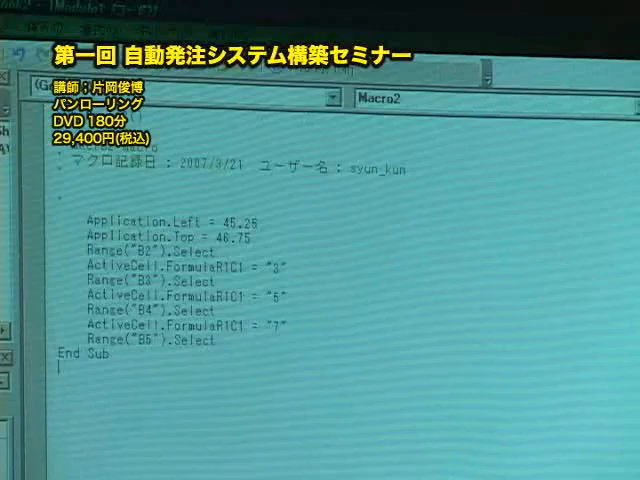 第一回 自動発注システム構築セミナー
講師;片岡俊博
パンローリング
DVD 180分
29,400円(税込)
Macro2
' マクロ記録日 : 2007/3/21 ユーザー名 : syun_kun
'
Application.Left = 45.25
Application.Top = 46.75
Range("B2").Select
ActiveCell.FormulaR1C1 = "3"
Range("B3").Select
ActiveCell.FormulaR1C1 = "5"
Range("B4").Select
ActiveCell.FormulaR1C1 = "7"
Range("B5").Select
End Sub